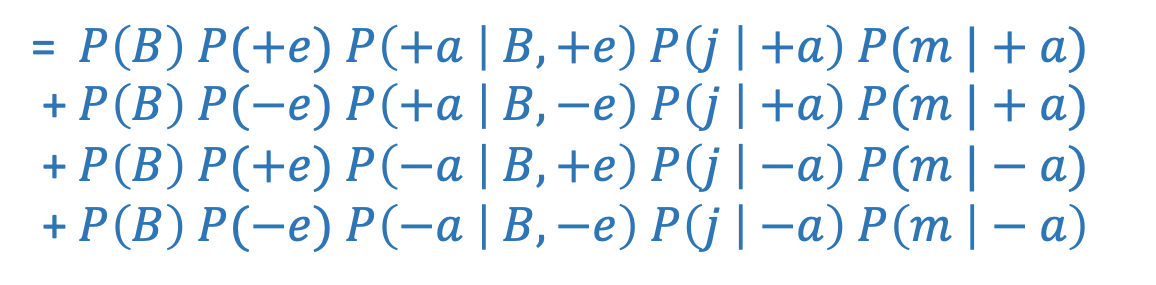 = P(B) P(+e) P(+a | B, +e) P(j | +a) P(m | + a)
+ P(B) P(−e) P(+a | B, −e) P(j | +a) P(m | + a)
+ P(B) P(+e) P(−a | B, +e) P(j | −a) P(m | − a)
+ P(B) P(−e) P(−a | B, −e) P(j | −a) P(m | − a)